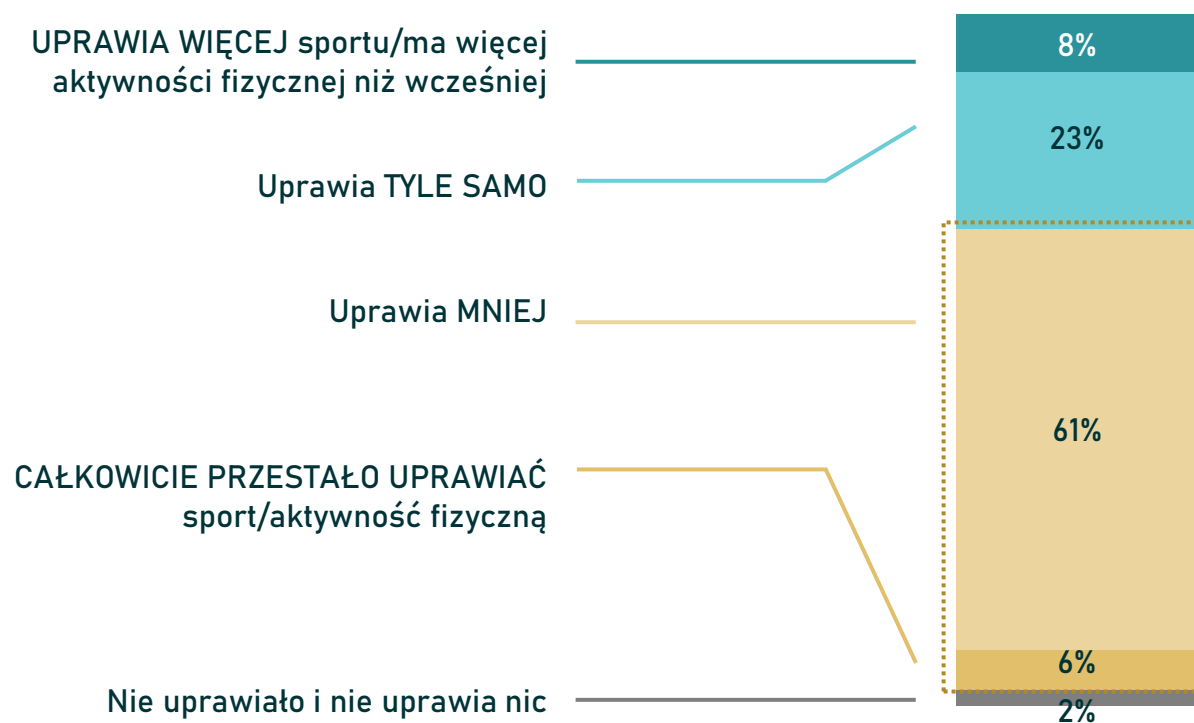 UPRAWIA WIĘCEJ sportu/ma więcej
aktywności fizycznej niż wcześniej
8%
Uprawia TYLE SAMO
23%
Uprawia MNIEJ
61%
CAŁKOWICIE PRZESTAŁO UPRAWIAĆ
sport/aktywność fizyczną
6%
Nie uprawiało i nie uprawia nic
2%